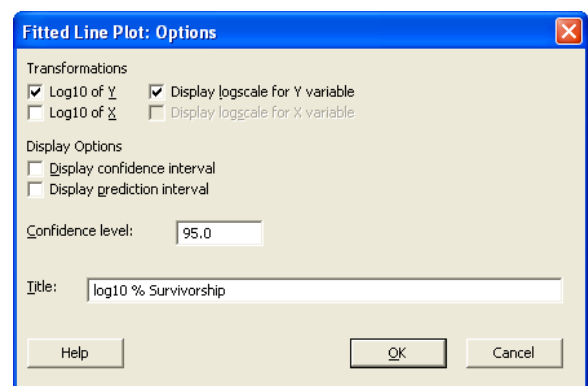 Fitted Line Plot: Options
Transformations
Log10 of Y Display logscale for Y variable
Log10 of X Display logscale for X variable
Display Options
Display confidence interval
Display prediction interval
Confidence level: 95.0
Title: log10 % Survivorship
Help OK Cancel